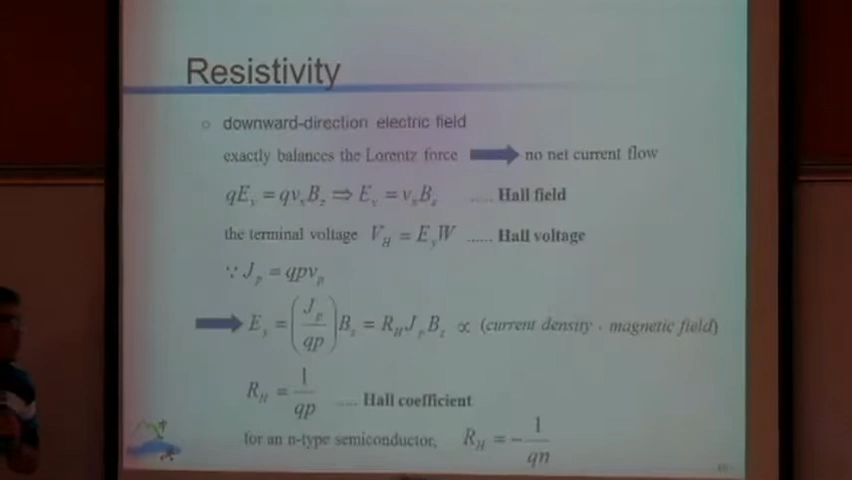 Resistivity
downward-direction electric field
exactly balances the Lorentz force ➡ no net current flow
qE_y = qv_xB_z ⇒ E_y = v_xB_z ..... Hall field
the terminal voltage V_H = E_yW ...... Hall voltage
∵ J_p = qpv_p
➡ E_y = (J_p/qp)B_z = R_HJ_pB_z ∝ (current density · magnetic field)
R_H = 1/qp ..... Hall coefficient
for an n-type semiconductor, R_H = −1/qn